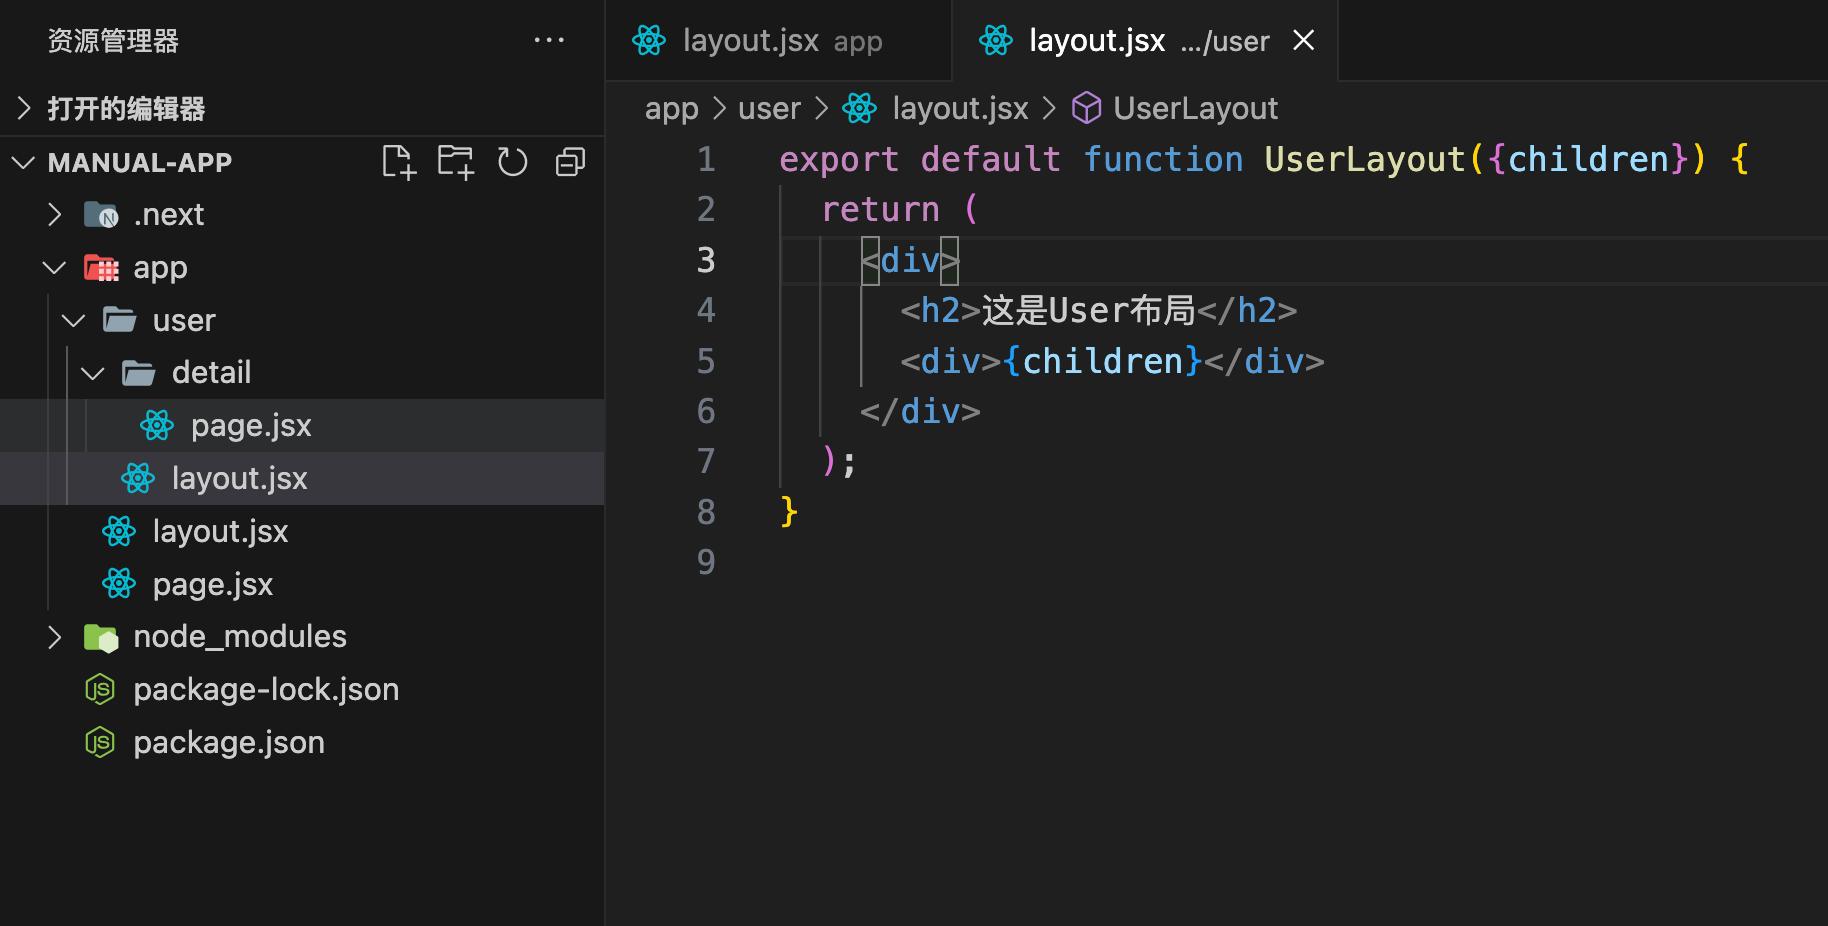 资源管理器
打开的编辑器
MANUAL-APP
.next
app
user
detail
page.jsx
layout.jsx
layout.jsx
page.jsx
node_modules
package-lock.json
package.json
layout.jsx app
layout.jsx .../user
app > user > layout.jsx > UserLayout
1 export default function UserLayout({children}) {
2 return (
3 <div>
4 <h2>这是User布局</h2>
5 <div>{children}</div>
6 </div>
7 );
8 }
9